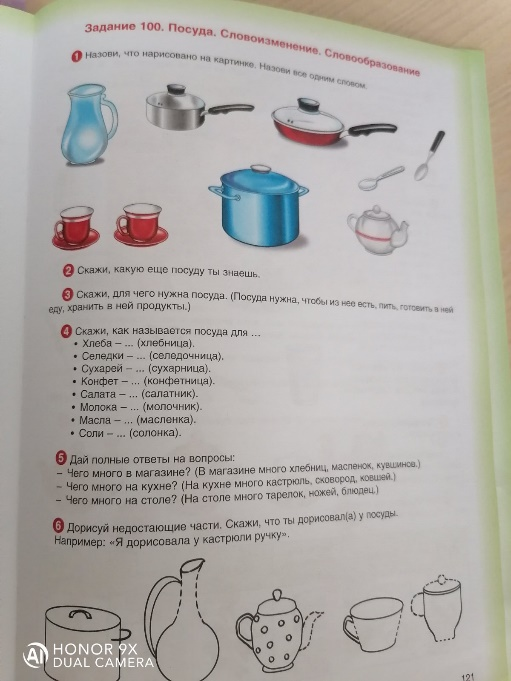 Задание 100. Посуда. Словоизменение. Словообразование
1 Назови, что нарисовано на картинке. Назови все одним словом.
2 Скажи, какую еще посуду ты знаешь.
3 Скажи, для чего нужна посуда. (Посуда нужна, чтобы из нее есть, пить, готовить в ней
еду, хранить в ней продукты.)
4 Скажи, как называется посуда для ...
• Хлеба – ... (хлебница).
• Селедки – ... (селедочница).
• Сухарей – ... (сухарница).
• Конфет – ... (конфетница).
• Салата – ... (салатник).
• Молока – ... (молочник).
• Масла – ... (масленка).
• Соли – ... (солонка).
5 Дай полные ответы на вопросы:
– Чего много в магазине? (В магазине много хлебниц, масленок, кувшинов.)
– Чего много на кухне? (На кухне много кастрюль, сковород, ковшей.)
– Чего много на столе? (На столе много тарелок, ножей, блюдец.)
6 Дорисуй недостающие части. Скажи, что ты дорисовал(а) у посуды.
Например: «Я дорисовала у кастрюли ручку».
HONOR 9X
AI DUAL CAMERA
121